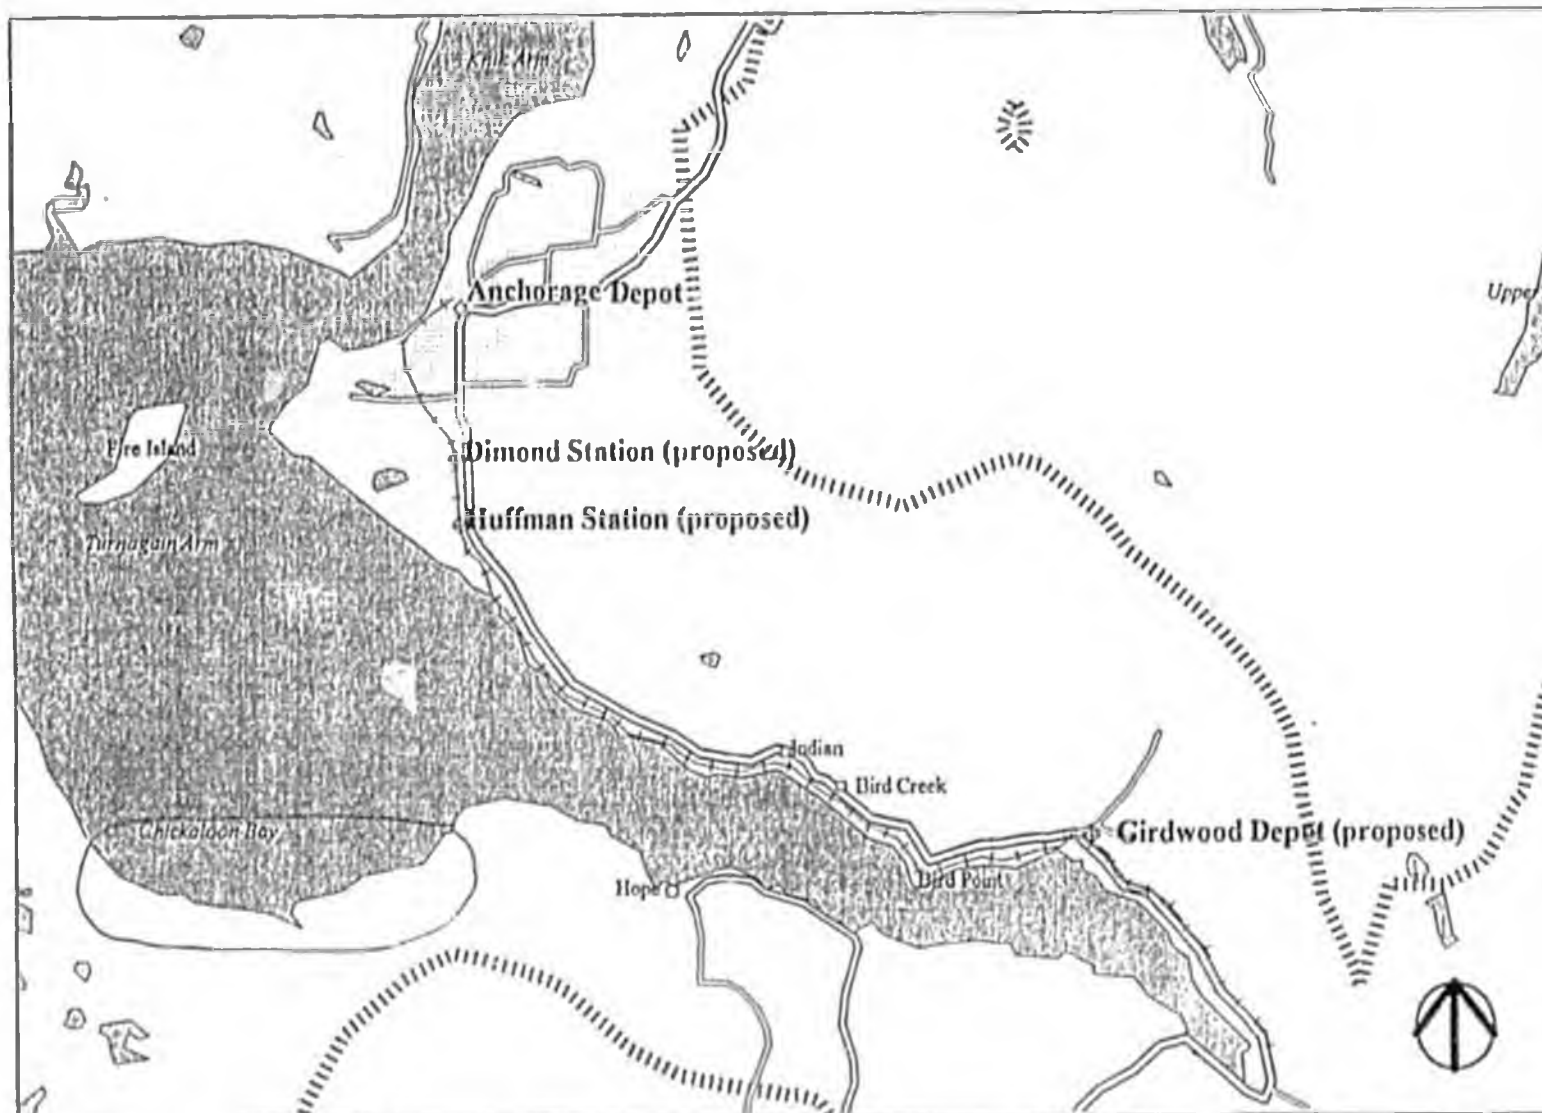 Knik Arm
Upper
Anchorage Depot
Fire Island
Dimond Station (proposed)
Huffman Station (proposed)
Turnagain Arm
Indian
Bird Creek
Chickaloon Bay
Girdwood Depot (proposed)
Bird Point
Hope